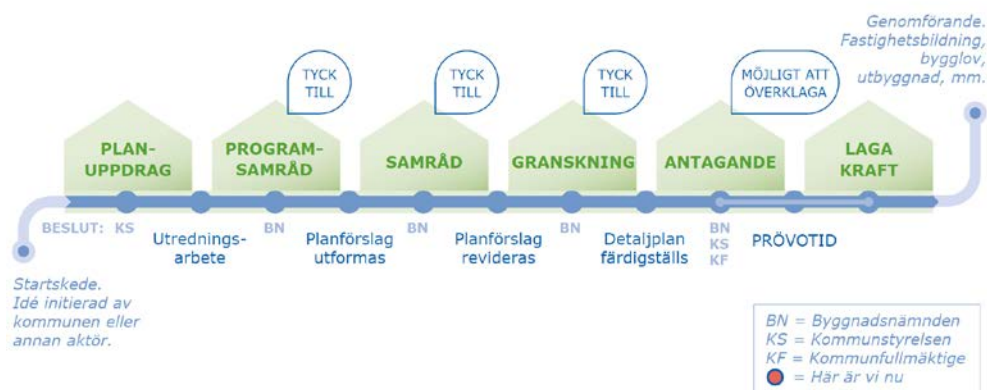 Genomförande.
Fastighetsbildning,
bygglov,
utbyggnad, mm.
TYCK
TILL
TYCK
TILL
TYCK
TILL
MÖJLIGT ATT
ÖVERKLAGA
PLAN-
UPPDRAG
PROGRAM-
SAMRÅD
SAMRÅD
GRANSKNING
ANTAGANDE
LAGA
KRAFT
BESLUT: KS
Utrednings-
arbete
BN
Planförslag
utformas
BN
Planförslag
revideras
BN
Detaljplan
färdigställs
BN
KS
KF
PRÖVOTID
Startskede.
Idé initierad av
kommunen eller
annan aktör.
BN = Byggnadsnämnden
KS = Kommunstyrelsen
KF = Kommunfullmäktige
= Här är vi nu